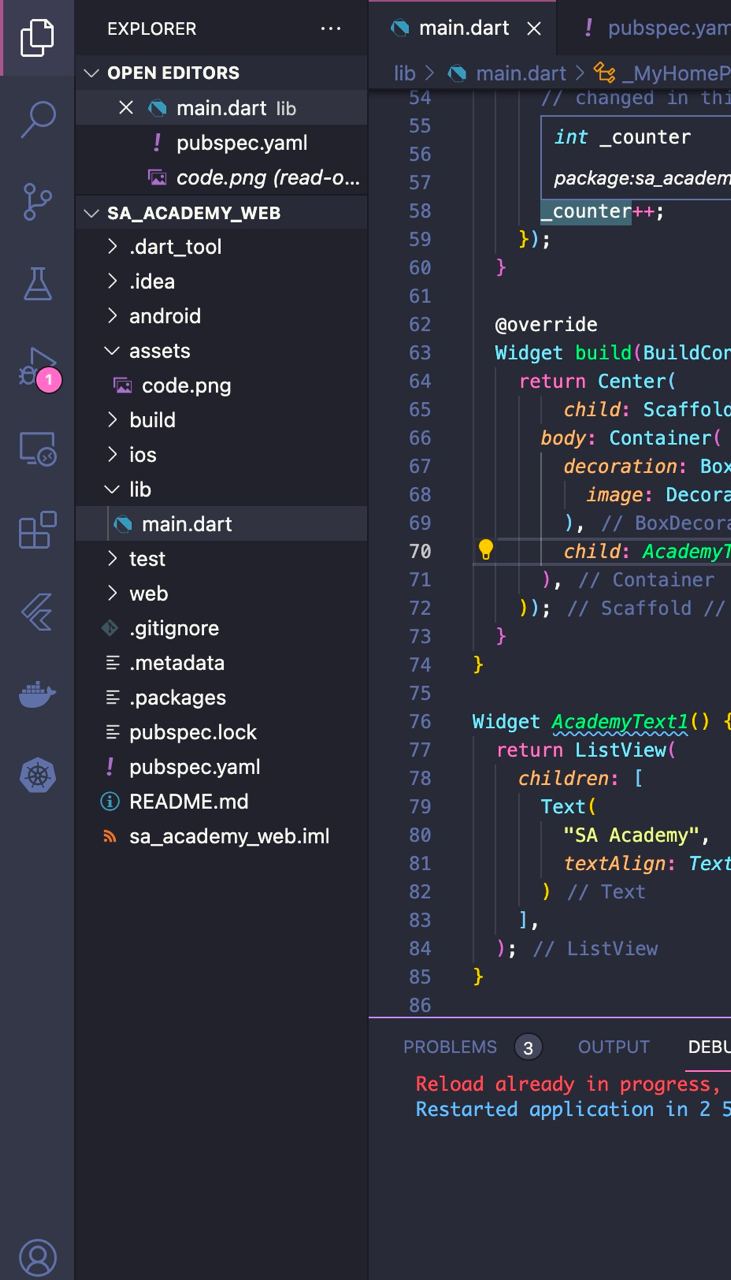 EXPLORER
OPEN EDITORS
main.dart lib
! pubspec.yaml
code.png (read-o...
SA_ACADEMY_WEB
.dart_tool
.idea
android
assets
code.png
build
ios
lib
main.dart
test
web
.gitignore
.metadata
.packages
pubspec.lock
! pubspec.yaml
README.md
sa_academy_web.iml
1
main.dart
! pubspec.yam
lib > main.dart > _MyHomeP
54 // changed in thi
55
int _counter
56
57
package:sa_academ
58 _counter++;
59 });
60 }
61
62 @override
63 Widget build(BuildCon
64 return Center(
65 child: Scaffold
66 body: Container(
67 decoration: Box
68 image: Decora
69 ), // BoxDecora
70 child: AcademyT
71 ), // Container
72 )); // Scaffold //
73 }
74 }
75
76 Widget AcademyText1() {
77 return ListView(
78 children: [
79 Text(
80 "SA Academy",
81 textAlign: Text
82 ) // Text
83 ],
84 ); // ListView
85 }
86
PROBLEMS 3 OUTPUT DEBU
Reload already in progress,
Restarted application in 2 5